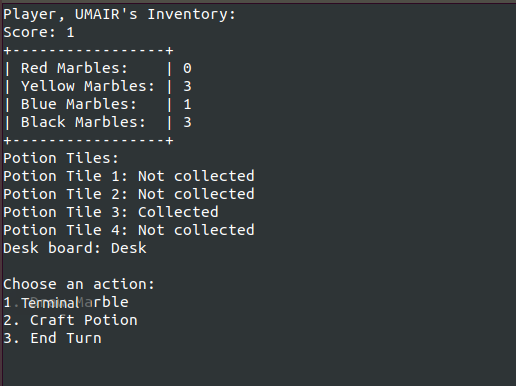 Player, UMAIR's Inventory:
Score: 1
+-----------------+
| Red Marbles:    | 0
| Yellow Marbles: | 3
| Blue Marbles:   | 1
| Black Marbles:  | 3
+-----------------+
Potion Tiles:
Potion Tile 1: Not collected
Potion Tile 2: Not collected
Potion Tile 3: Collected
Potion Tile 4: Not collected
Desk board: Desk
Choose an action:
1. Draw Marble
Terminal
2. Craft Potion
3. End Turn